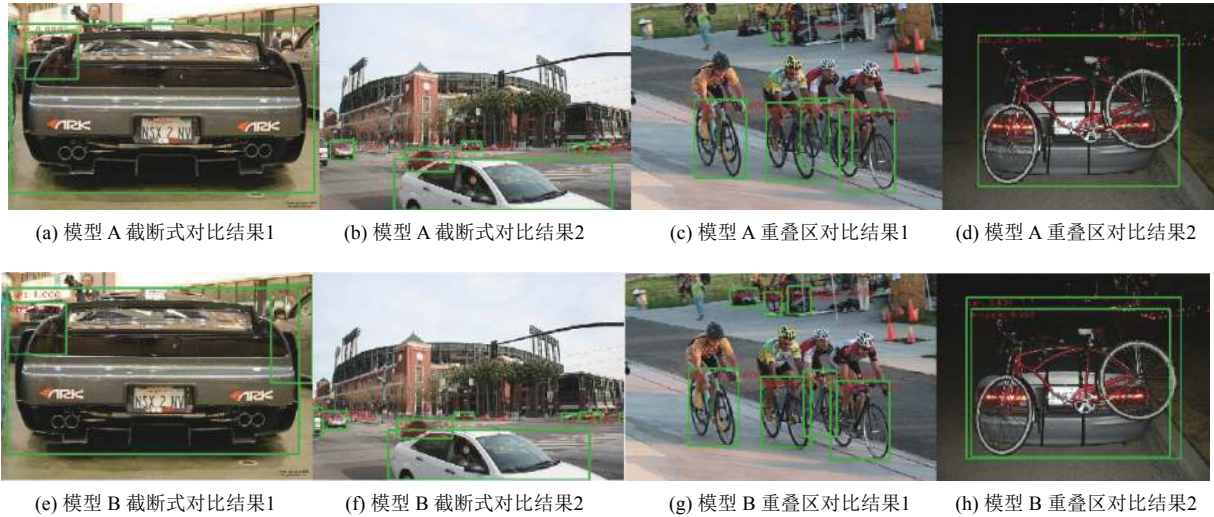 ARK
NSX 2 NV
ARK
(a) 模型 A 截断式对比结果1
(b) 模型 A 截断式对比结果2
(c) 模型 A 重叠区对比结果1
(d) 模型 A 重叠区对比结果2
ARK
NSX 2 NV
ARK
(e) 模型 B 截断式对比结果1
(f) 模型 B 截断式对比结果2
(g) 模型 B 重叠区对比结果1
(h) 模型 B 重叠区对比结果2